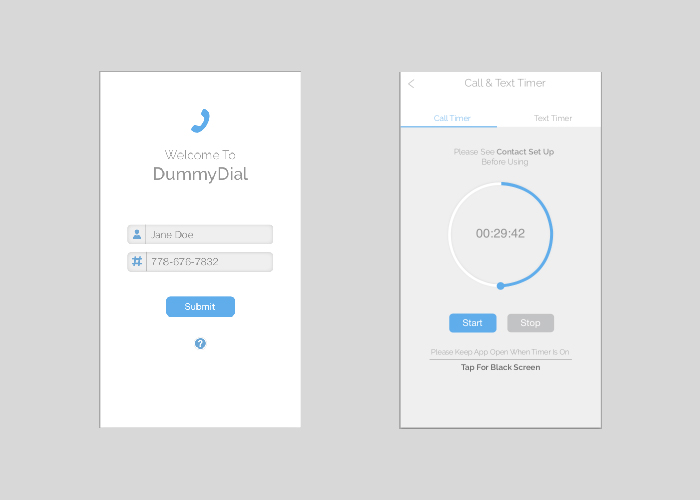 Welcome To
DummyDial
Jane Doe
778-676-7832
Submit
?
Call & Text Timer
Call Timer
Text Timer
Please See Contact Set Up
Before Using
00:29:42
Start
Stop
Please Keep App Open When Timer Is On
Tap For Black Screen